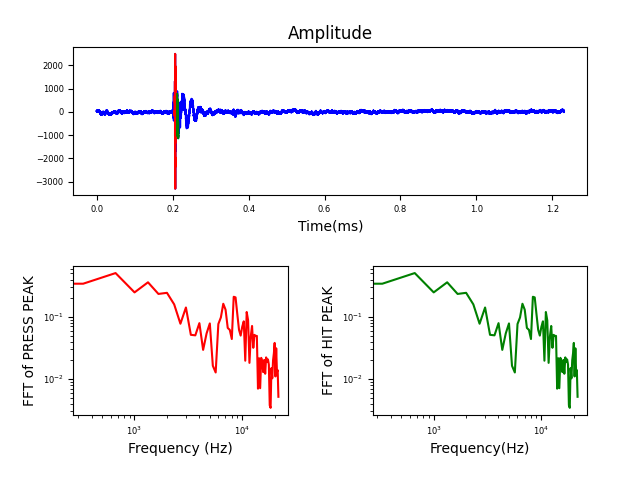 Amplitude
2000
1000
0
−1000
−2000
−3000
0.0 0.2 0.4 0.6 0.8 1.0 1.2
Time(ms)
FFT of PRESS PEAK
10⁻¹
10⁻²
10³ 10⁴
Frequency (Hz)
FFT of HIT PEAK
10⁻¹
10⁻²
10³ 10⁴
Frequency(Hz)